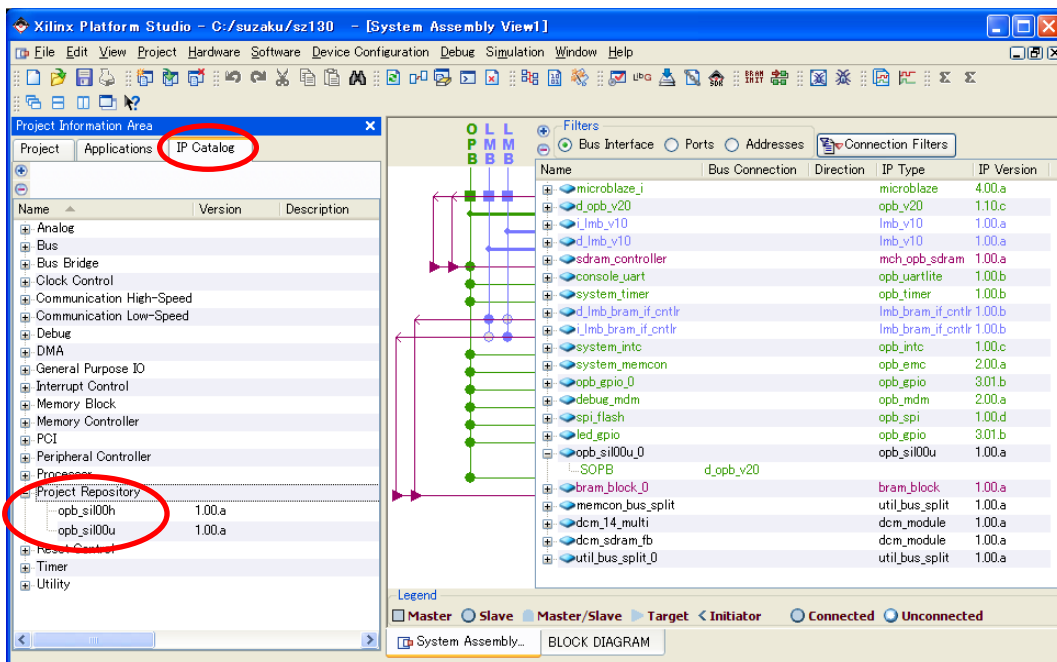 Xilinx Platform Studio - C:/suzaku/sz130 - [System Assembly View1]
File Edit View Project Hardware Software Device Configuration Debug Simulation Window Help
Project Information Area
Project Applications IP Catalog
Name Version Description
Analog
Bus
Bus Bridge
Clock Control
Communication High-Speed
Communication Low-Speed
Debug
DMA
General Purpose IO
Interrupt Control
Memory Block
Memory Controller
PCI
Peripheral Controller
Processor
Project Repository
opb_sil00h 1.00.a
opb_sil00u 1.00.a
Reset Control
Timer
Utility
O L L
P M M
B B B
Filters
Bus Interface Ports Addresses Connection Filters
Name Bus Connection Direction IP Type IP Version
microblaze_i microblaze 4.00.a
d_opb_v20 opb_v20 1.10.c
i_lmb_v10 lmb_v10 1.00.a
d_lmb_v10 lmb_v10 1.00.a
sdram_controller mch_opb_sdram 1.00.a
console_uart opb_uartlite 1.00.b
system_timer opb_timer 1.00.b
d_lmb_bram_if_cntlr lmb_bram_if_cntlr 1.00.b
i_lmb_bram_if_cntlr lmb_bram_if_cntlr 1.00.b
system_intc opb_intc 1.00.c
system_memcon opb_emc 2.00.a
opb_gpio_0 opb_gpio 3.01.b
debug_mdm opb_mdm 2.00.a
spi_flash opb_spi 1.00.d
led_gpio opb_gpio 3.01.b
opb_sil00u_0 opb_sil00u 1.00.a
SOPB d_opb_v20
bram_block_0 bram_block 1.00.a
memcon_bus_split util_bus_split 1.00.a
dcm_14_multi dcm_module 1.00.a
dcm_sdram_fb dcm_module 1.00.a
util_bus_split_0 util_bus_split 1.00.a
Legend
Master Slave Master/Slave Target Initiator Connected Unconnected
System Assembly... BLOCK DIAGRAM